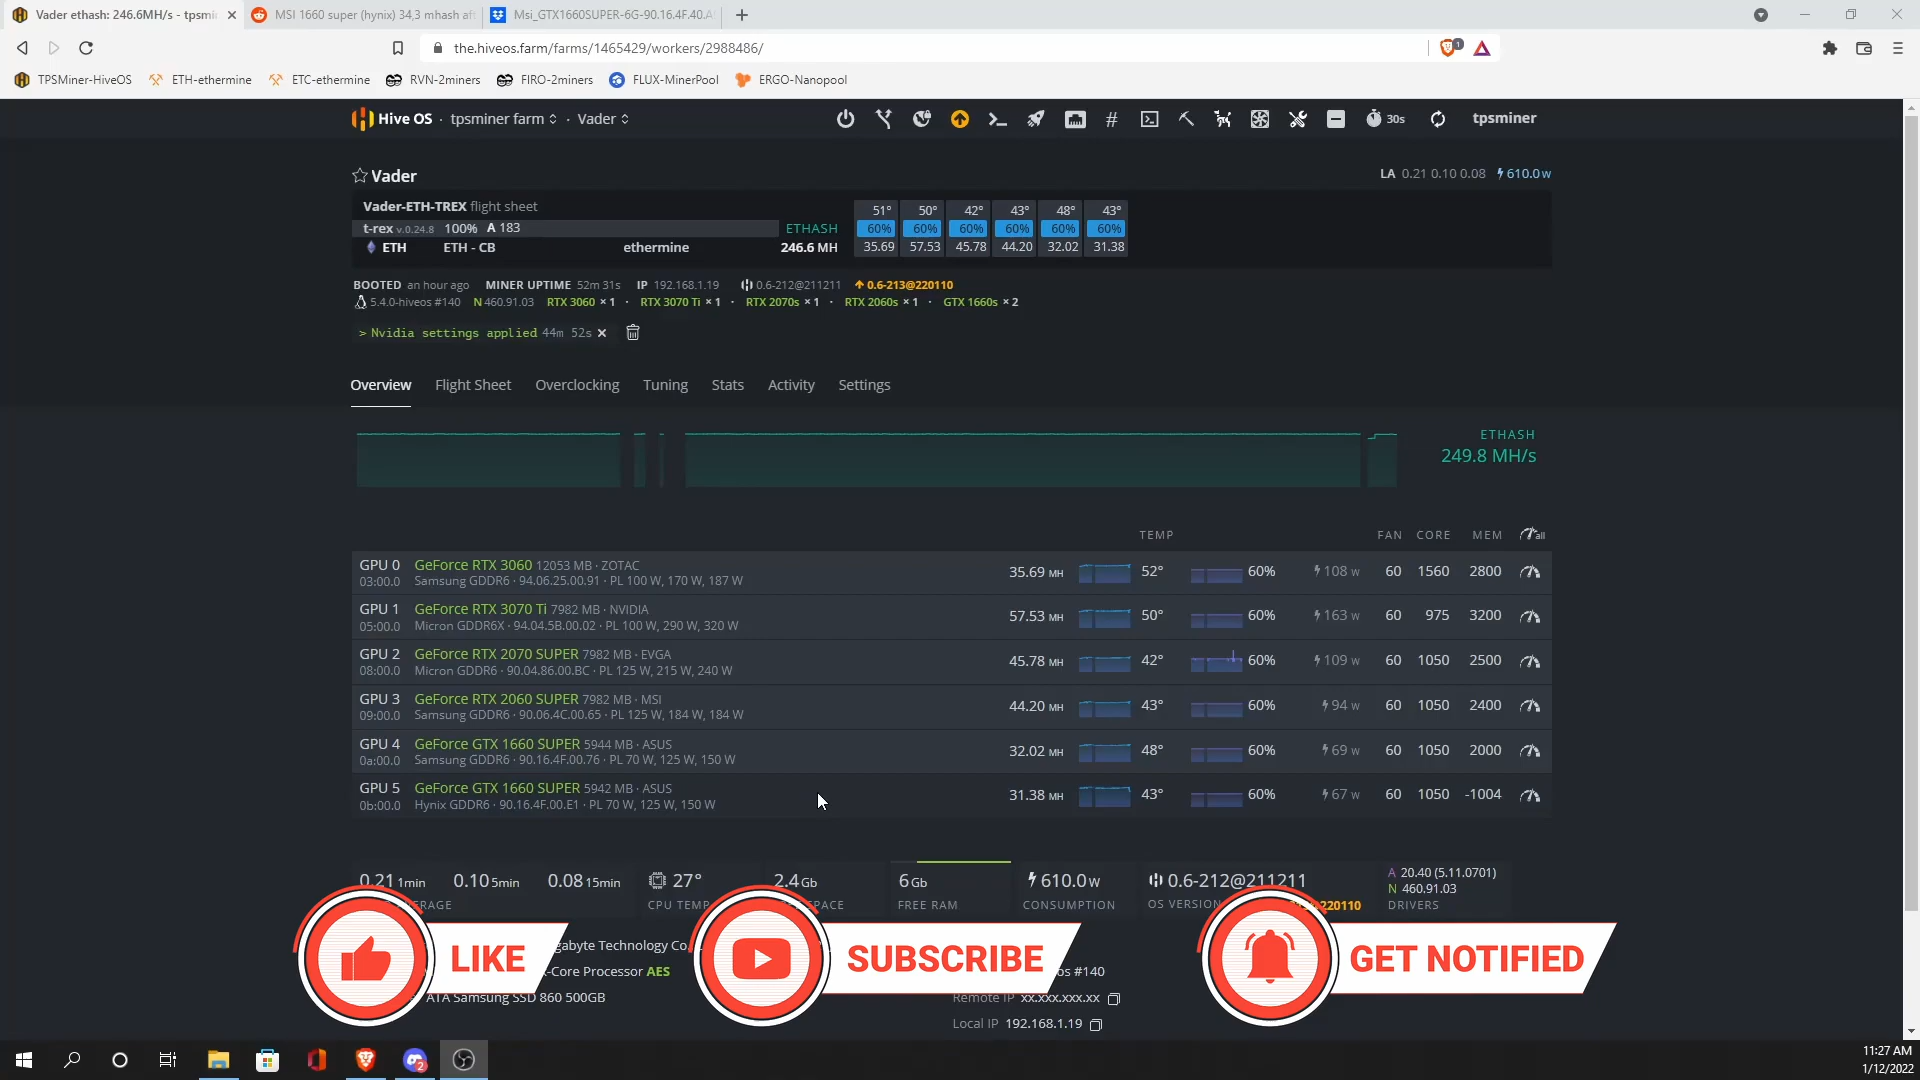 Vader ethash: 246.6MH/s - tpsmi
MSI 1660 super (hynix) 34,3 mhash aft
Msi_GTX1660SUPER-6G-90.16.4F.40.A
the.hiveos.farm/farms/1465429/workers/2988486/
1
TPSMiner-HiveOS
ETH-ethermine
ETC-ethermine
RVN-2miners
FIRO-2miners
FLUX-MinerPool
ERGO-Nanopool
Hive OS · tpsminer farm · Vader
30s
tpsminer
Vader
LA 0.21 0.10 0.08 610.0 w
Vader-ETH-TREX flight sheet
t-rex v.0.24.8 100% A 183 ETHASH
ETH ETH - CB ethermine 246.6 MH
51° 50° 42° 43° 48° 43°
60% 60% 60% 60% 60% 60%
35.69 57.53 45.78 44.20 32.02 31.38
BOOTED an hour ago MINER UPTIME 52m 31s IP 192.168.1.19 0.6-212@211211 0.6-213@220110
5.4.0-hiveos #140 N 460.91.03 RTX 3060 × 1 · RTX 3070 Ti × 1 · RTX 2070s × 1 · RTX 2060s × 1 · GTX 1660s × 2
> Nvidia settings applied 44m 52s ×
Overview Flight Sheet Overclocking Tuning Stats Activity Settings
ETHASH
249.8 MH/s
TEMP FAN CORE MEM all
GPU 0 GeForce RTX 3060 12053 MB · ZOTAC
03:00.0 Samsung GDDR6 · 94.06.25.00.91 · PL 100 W, 170 W, 187 W
35.69 MH 52° 60% 108 W 60 1560 2800
GPU 1 GeForce RTX 3070 Ti 7982 MB · NVIDIA
05:00.0 Micron GDDR6X · 94.04.5B.00.02 · PL 100 W, 290 W, 320 W
57.53 MH 50° 60% 163 W 60 975 3200
GPU 2 GeForce RTX 2070 SUPER 7982 MB · EVGA
08:00.0 Micron GDDR6 · 90.04.86.00.BC · PL 125 W, 215 W, 240 W
45.78 MH 42° 60% 109 W 60 1050 2500
GPU 3 GeForce RTX 2060 SUPER 7982 MB · MSI
09:00.0 Samsung GDDR6 · 90.06.4C.00.65 · PL 125 W, 184 W, 184 W
44.20 MH 43° 60% 94 W 60 1050 2400
GPU 4 GeForce GTX 1660 SUPER 5944 MB · ASUS
0a:00.0 Samsung GDDR6 · 90.16.4F.00.76 · PL 70 W, 125 W, 150 W
32.02 MH 48° 60% 69 W 60 1050 2000
GPU 5 GeForce GTX 1660 SUPER 5942 MB · ASUS
0b:00.0 Hynix GDDR6 · 90.16.4F.00.E1 · PL 70 W, 125 W, 150 W
31.38 MH 43° 60% 67 W 60 1050 -1004
0.21 1min 0.10 5min 0.08 15min 27° 2.4 Gb 6 Gb 610.0 W 0.6-212@211211
A 20.40 (5.11.0701)
N 460.91.03
ERAGE CPU TEMP PACE FREE RAM CONSUMPTION OS VERSION 220110 DRIVERS
LIKE
SUBSCRIBE
GET NOTIFIED
gabyte Technology Co
-Core Processor AES
os #140
ATA Samsung SSD 860 500GB
Remote IP xx.xxx.xxx.xx
Local IP 192.168.1.19
2
11:27 AM
1/12/2022